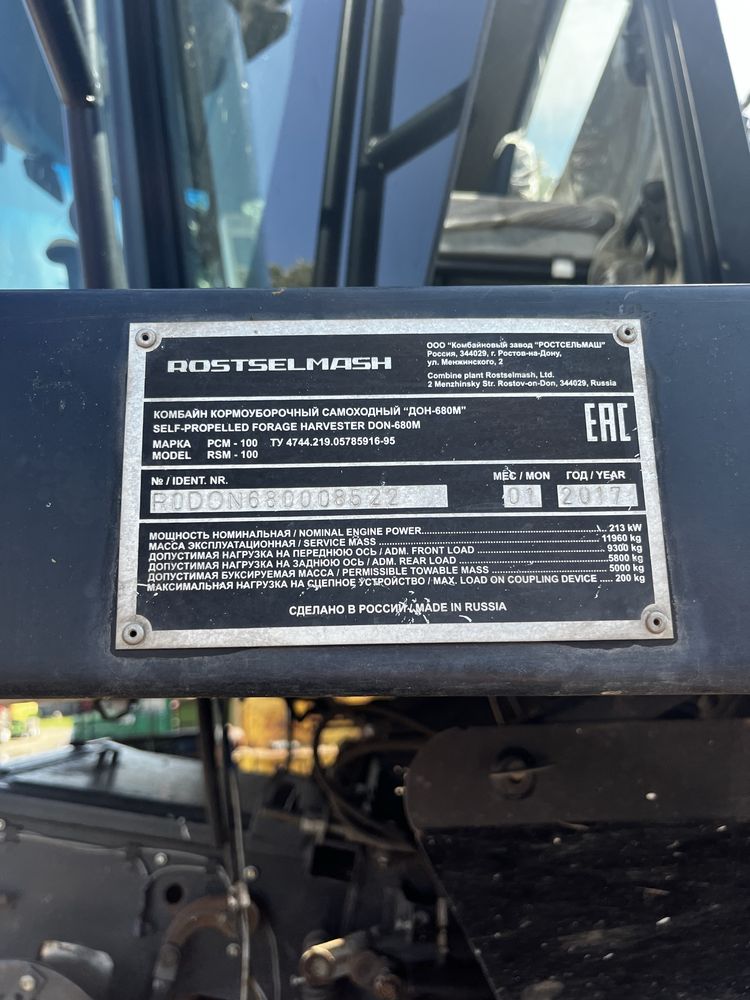 ROSTSELMASH
ООО "Комбайновый завод "РОСТСЕЛЬМАШ"
Россия, 344029, г. Ростов-на-Дону,
ул. Менжинского, 2
Combine plant Rostselmash, Ltd.
2 Menzhinsky Str. Rostov-on-Don, 344029, Russia
КОМБАЙН КОРМОУБОРОЧНЫЙ САМОХОДНЫЙ "ДОН-680М"
SELF-PROPELLED FORAGE HARVESTER DON-680M
МАРКА РСМ - 100 ТУ 4744.219.05785916-95
MODEL RSM - 100
EAC
№ / IDENT. NR. МЕС / MON ГОД / YEAR
R0DON680008522 01 2017
МОЩНОСТЬ НОМИНАЛЬНАЯ / NOMINAL ENGINE POWER 213 kW
МАССА ЭКСПЛУАТАЦИОННАЯ / SERVICE MASS 11960 kg
ДОПУСТИМАЯ НАГРУЗКА НА ПЕРЕДНЮЮ ОСЬ / ADM. FRONT LOAD 9300 kg
ДОПУСТИМАЯ НАГРУЗКА НА ЗАДНЮЮ ОСЬ / ADM. REAR LOAD 5800 kg
ДОПУСТИМАЯ БУКСИРУЕМАЯ МАССА / PERMISSIBLE TOWABLE MASS 5000 kg
МАКСИМАЛЬНАЯ НАГРУЗКА НА СЦЕПНОЕ УСТРОЙСТВО / MAX. LOAD ON COUPLING DEVICE 200 kg
СДЕЛАНО В РОССИИ / MADE IN RUSSIA